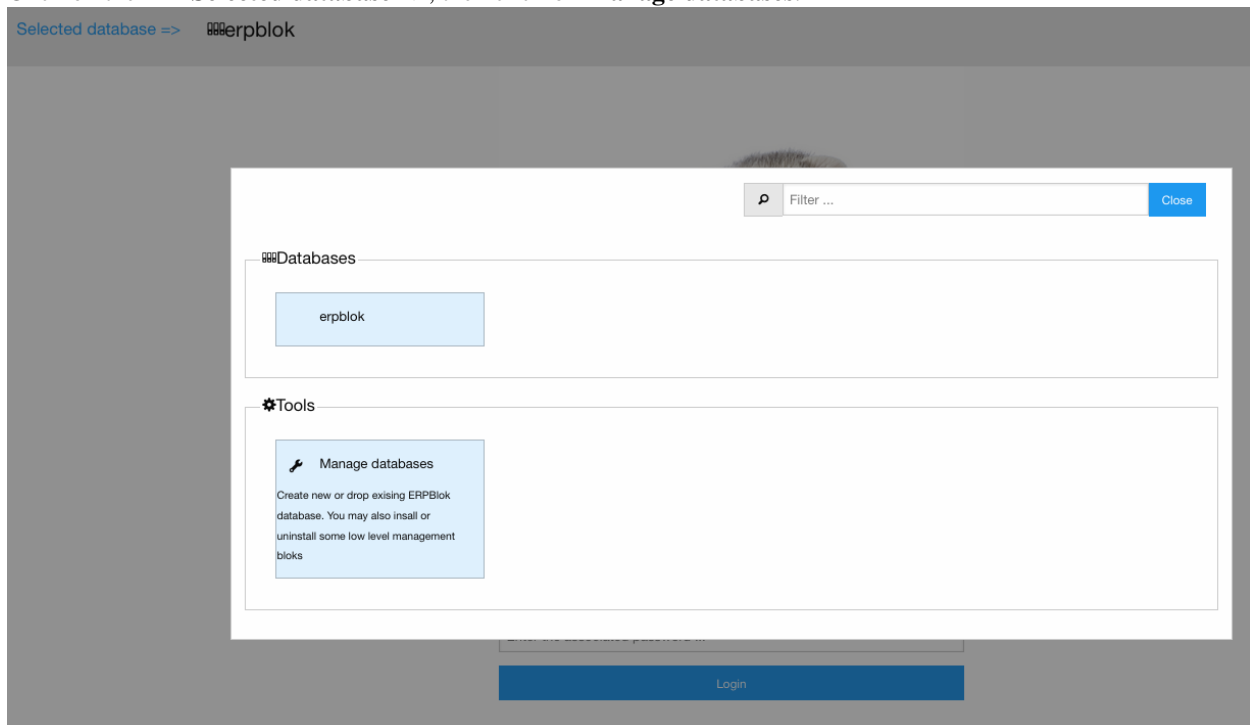 Selected database => erpblok
Filter ...
Close
Databases
erpblok
Tools
Manage databases
Create new or drop exising ERPBlok
database. You may also insall or
uninstall some low level management
bloks
Login